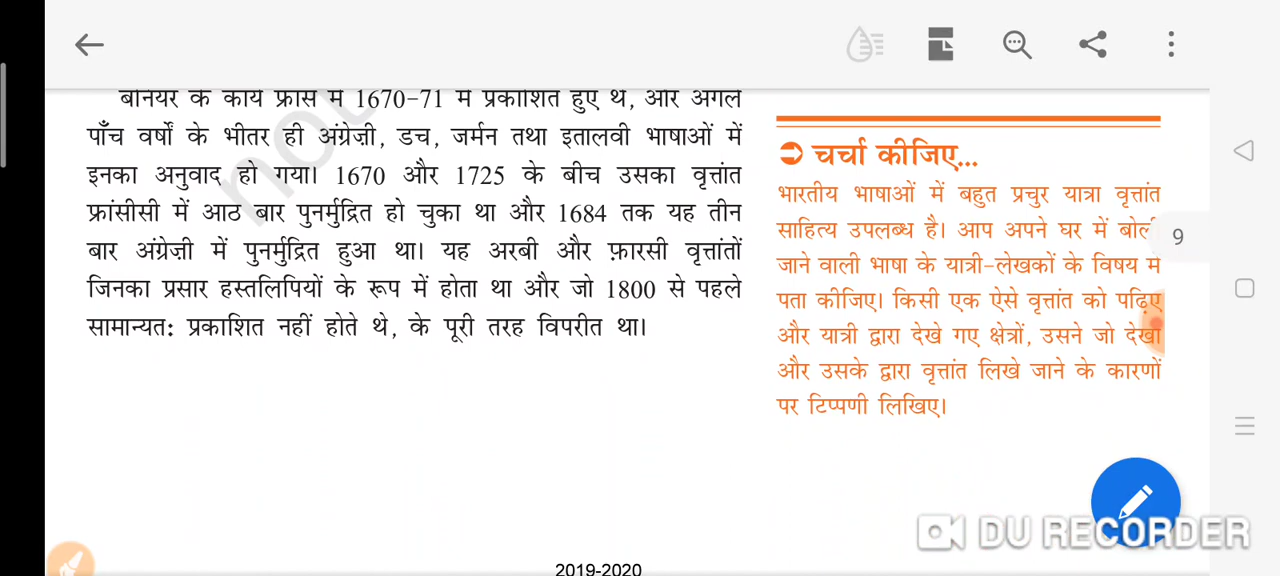 बर्नियर के कार्य फ्रांस में 1670-71 में प्रकाशित हुए थे, और अगले
पाँच वर्षों के भीतर ही अंग्रेज़ी, डच, जर्मन तथा इतालवी भाषाओं में
इनका अनुवाद हो गया। 1670 और 1725 के बीच उसका वृत्तांत
फ्रांसीसी में आठ बार पुनर्मुद्रित हो चुका था और 1684 तक यह तीन
बार अंग्रेज़ी में पुनर्मुद्रित हुआ था। यह अरबी और फ़ारसी वृत्तांतों
जिनका प्रसार हस्तलिपियों के रूप में होता था और जो 1800 से पहले
सामान्यत: प्रकाशित नहीं होते थे, के पूरी तरह विपरीत था।
not
चर्चा कीजिए...
भारतीय भाषाओं में बहुत प्रचुर यात्रा वृत्तांत
साहित्य उपलब्ध है। आप अपने घर में बोली
जाने वाली भाषा के यात्री-लेखकों के विषय में
पता कीजिए। किसी एक ऐसे वृत्तांत को पढ़िए
और यात्री द्वारा देखे गए क्षेत्रों, उसने जो देखा
और उसके द्वारा वृत्तांत लिखे जाने के कारणों
पर टिप्पणी लिखिए।
9
DU RECORDER
2019-2020